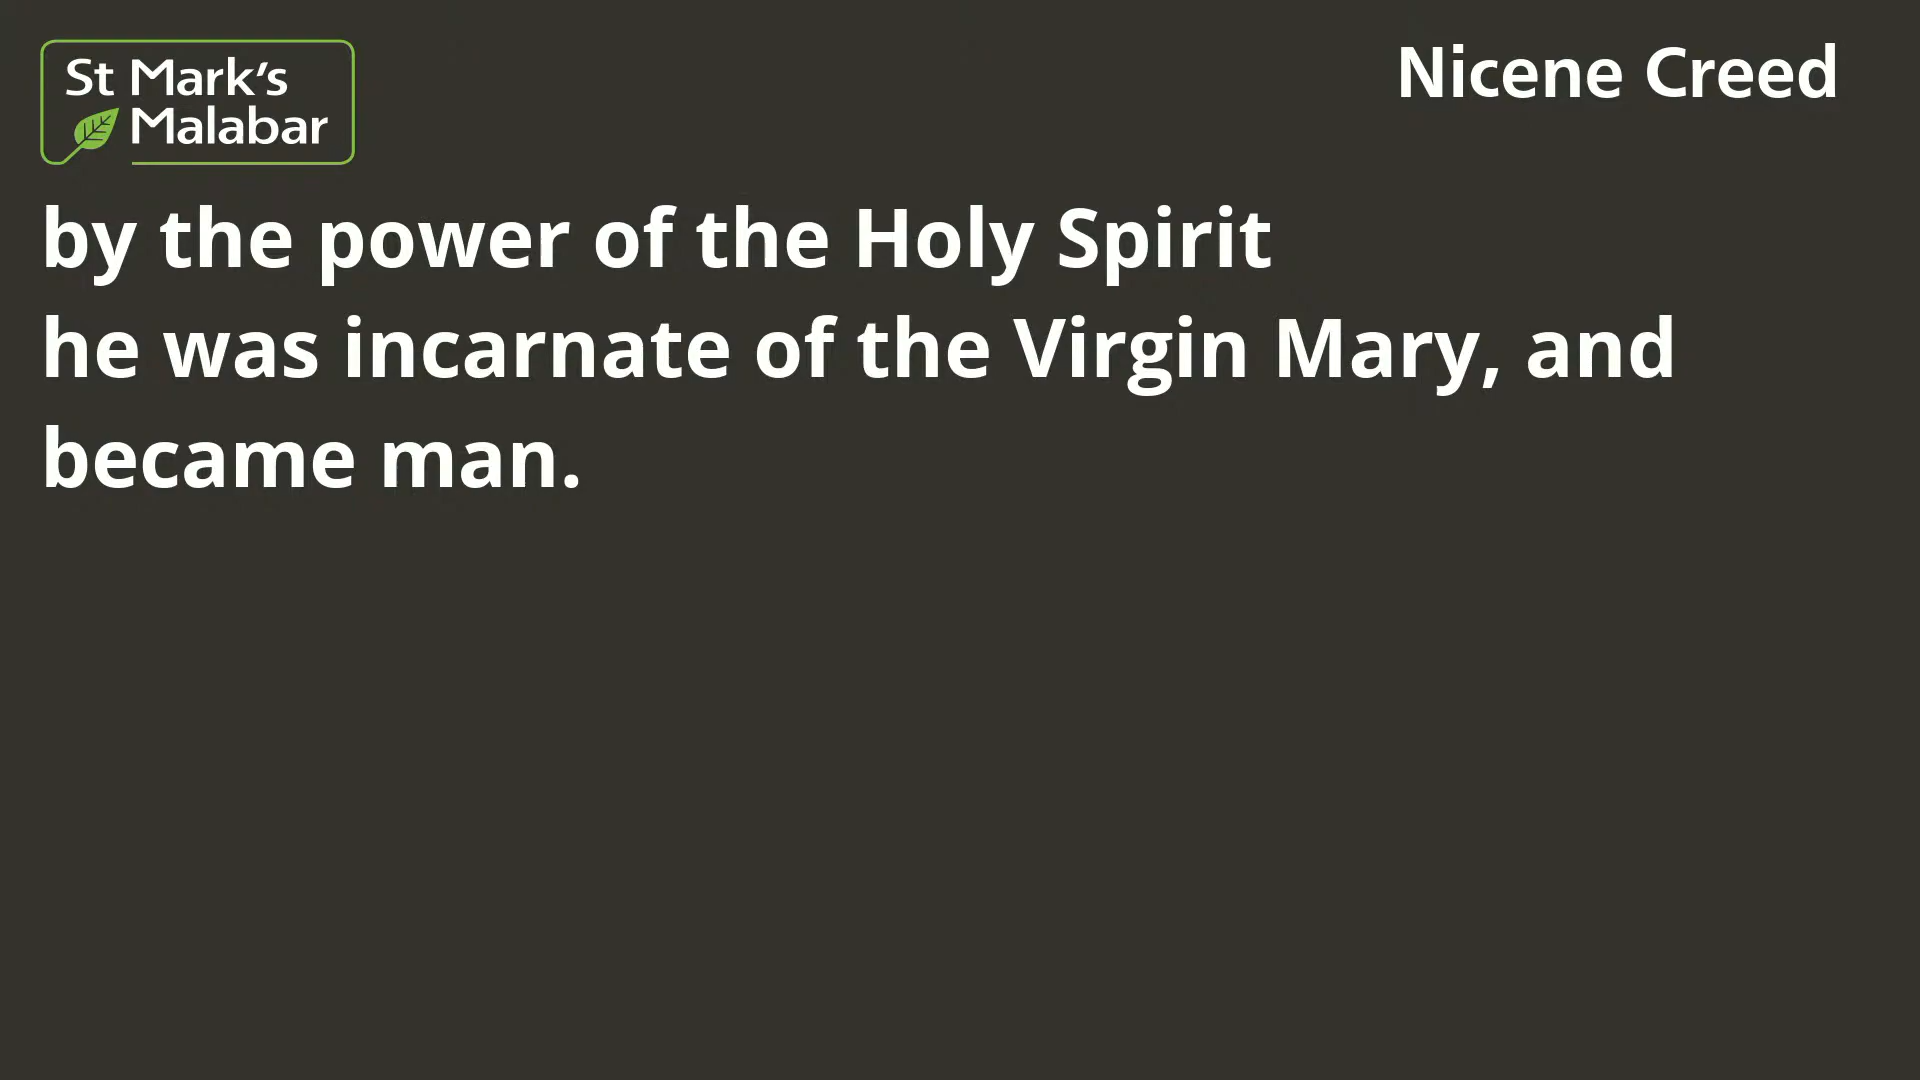 St Mark's
Malabar
Nicene Creed
by the power of the Holy Spirit
he was incarnate of the Virgin Mary, and
became man.